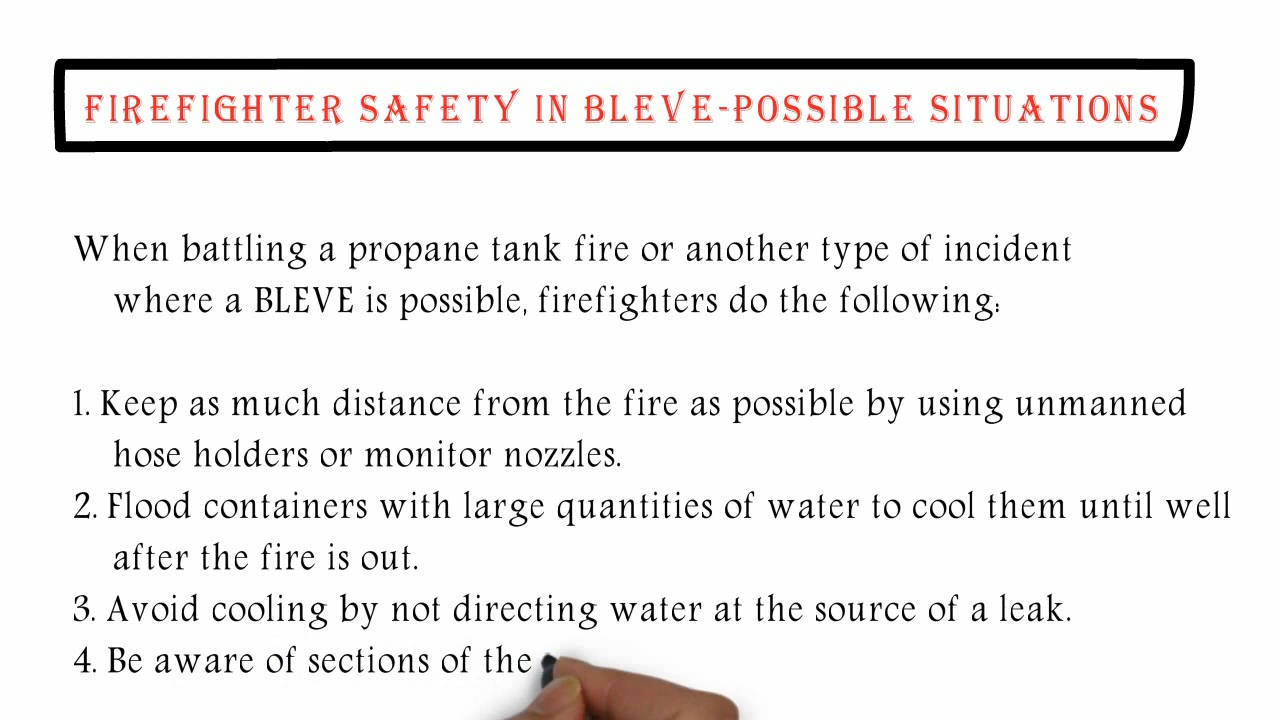 FIREFIGHTER SAFETY IN BLEVE-POSSIBLE SITUATIONS
When battling a propane tank fire or another type of incident
where a BLEVE is possible, firefighters do the following:
1. Keep as much distance from the fire as possible by using unmanned
hose holders or monitor nozzles.
2. Flood containers with large quantities of water to cool them until well
after the fire is out.
3. Avoid cooling by not directing water at the source of a leak.
4. Be aware of sections of the